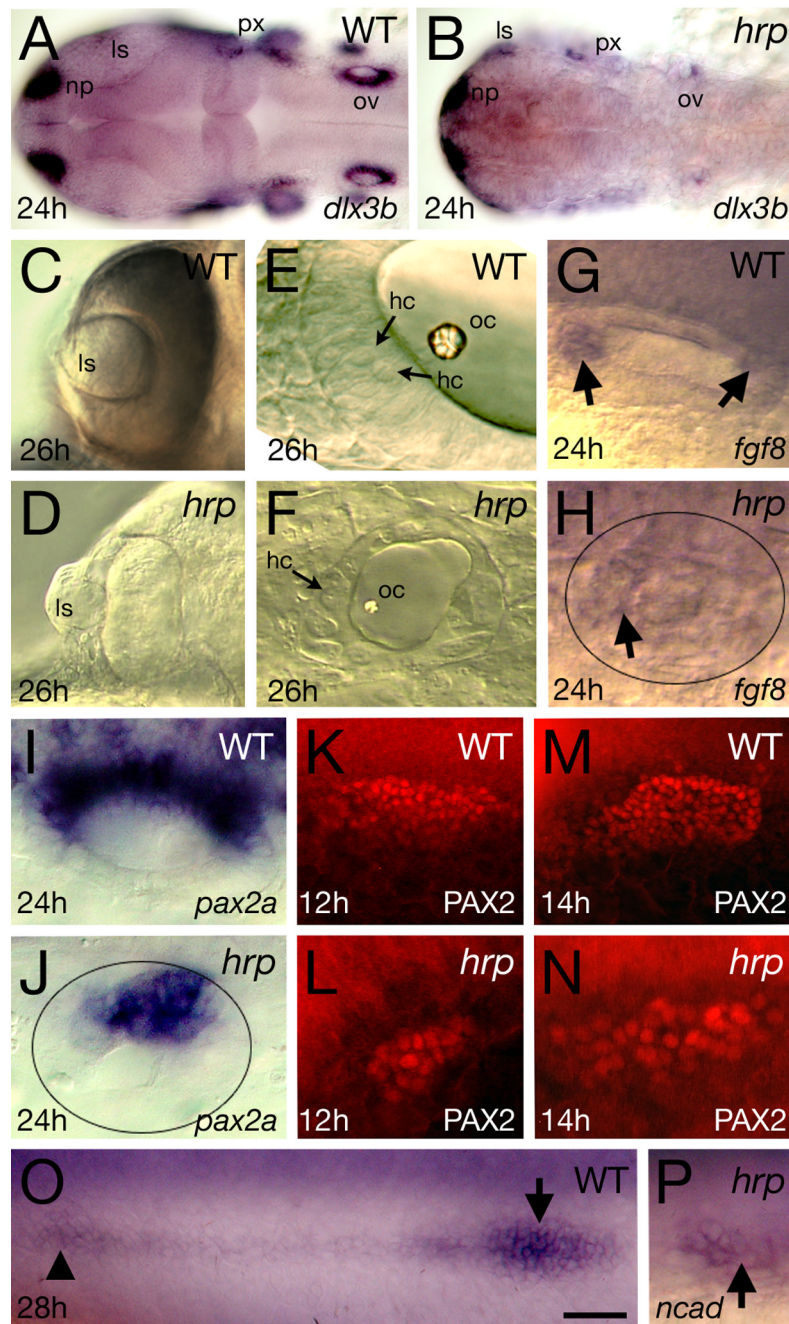 A ls px WT
np ov
24h dlx3b
B ls px hrp
np ov
24h dlx3b
C WT
ls
26h
E WT
hc oc
hc
26h
G WT
24h fgf8
D hrp
ls
26h
F hrp
hc oc
26h
H hrp
24h fgf8
I WT
24h pax2a
K WT
12h PAX2
M WT
14h PAX2
J hrp
24h pax2a
L hrp
12h PAX2
N hrp
14h PAX2
O WT
28h
P hrp
ncad